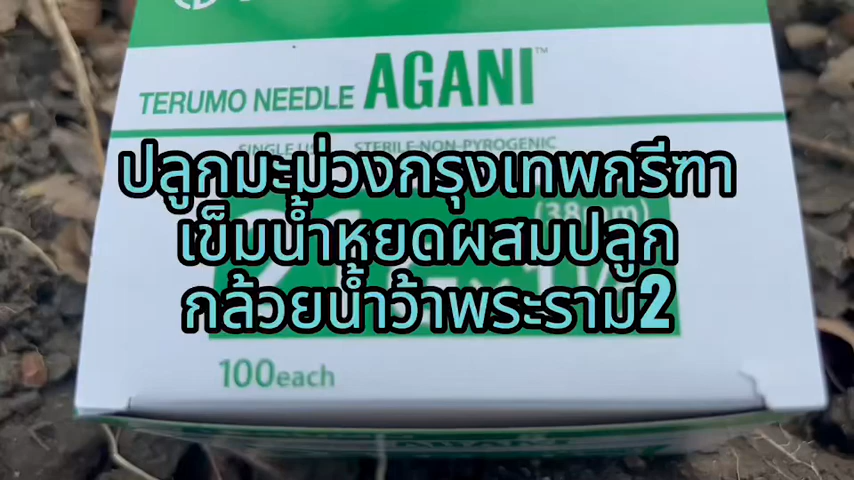 TERUMO NEEDLE AGANI™
SINGLE US STERILE-NON-PYROGENIC
ปลูกมะม่วงกรุงเทพกรีฑา
(38mm)
เข็มน้ำหยดผสมปลูก
กล้วยน้ำว้าพระราม2
100each